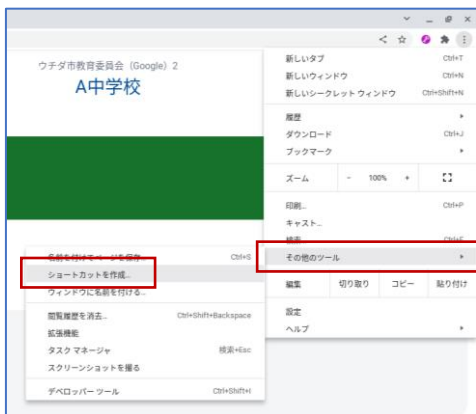 ウチダ市教育委員会（Google）2
A中学校
新しいタブ Ctrl+T
新しいウィンドウ Ctrl+N
新しいシークレット ウィンドウ Ctrl+Shift+N
履歴
ダウンロード Ctrl+J
ブックマーク
ズーム - 100% +
印刷... Ctrl+P
キャスト...
検索... Ctrl+F
その他のツール
編集 切り取り コピー 貼り付け
設定
ヘルプ
名前を付けてページを保存... Ctrl+S
ショートカットを作成...
ウィンドウに名前を付ける...
閲覧履歴を消去... Ctrl+Shift+Backspace
拡張機能
タスク マネージャ 検索+Esc
スクリーンショットを撮る
デベロッパー ツール Ctrl+Shift+I